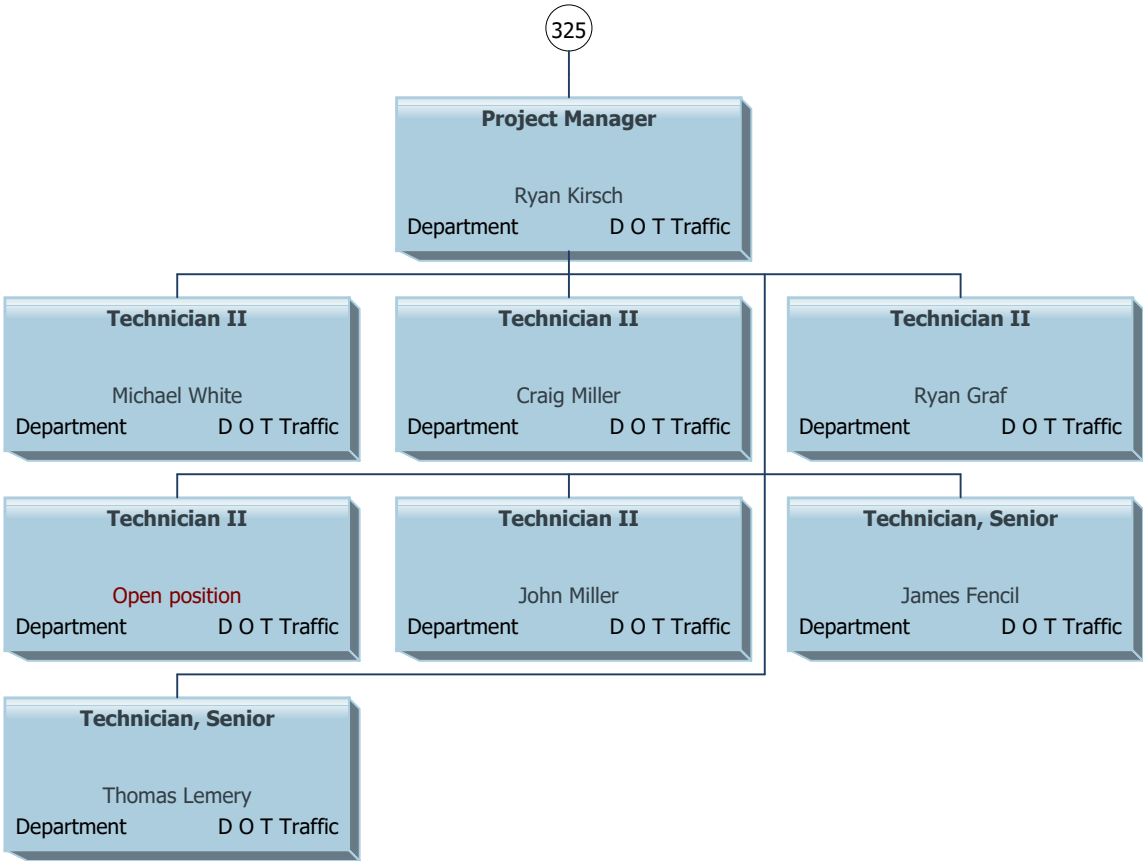 325
Project Manager
Ryan Kirsch
Department D O T Traffic
Technician II
Michael White
Department D O T Traffic
Technician II
Craig Miller
Department D O T Traffic
Technician II
Ryan Graf
Department D O T Traffic
Technician II
Open position
Department D O T Traffic
Technician II
John Miller
Department D O T Traffic
Technician, Senior
James Fencil
Department D O T Traffic
Technician, Senior
Thomas Lemery
Department D O T Traffic